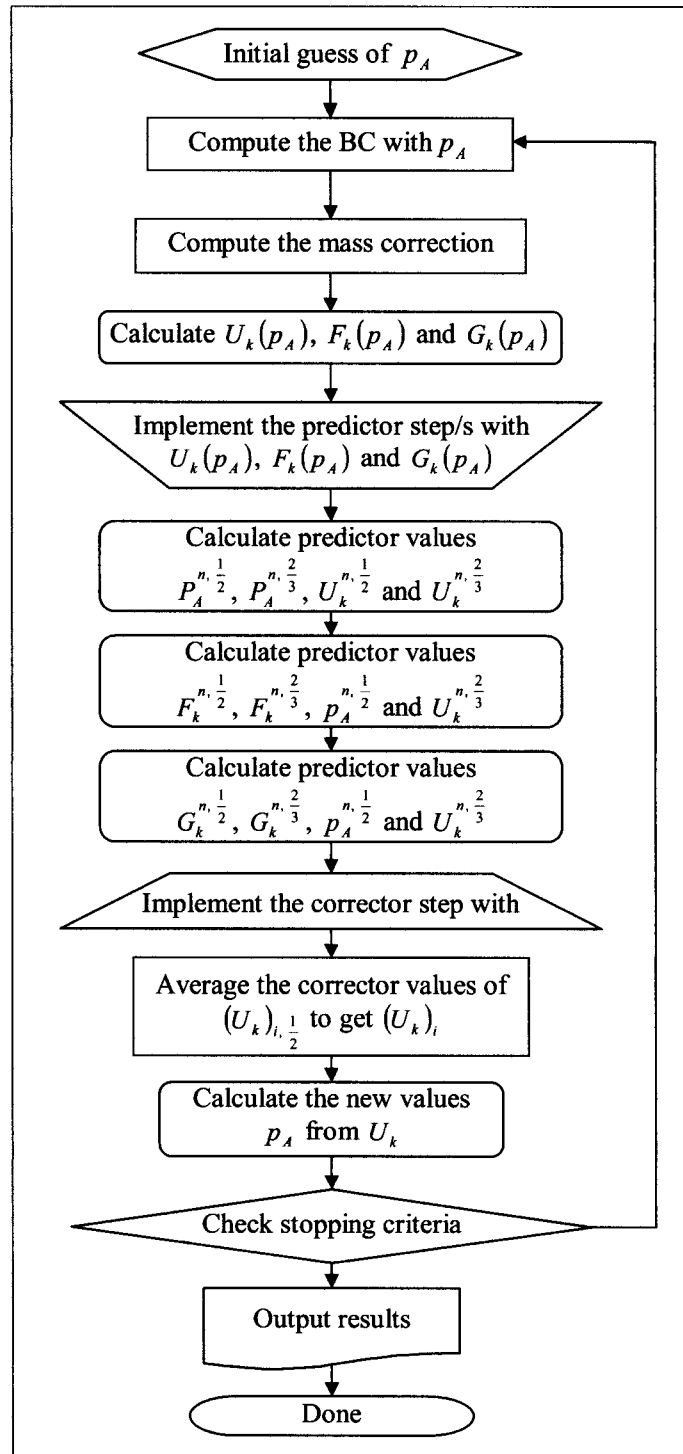 Initial guess of p_A
Compute the BC with p_A
Compute the mass correction
Calculate U_k(p_A), F_k(p_A) and G_k(p_A)
Implement the predictor step/s with
U_k(p_A), F_k(p_A) and G_k(p_A)
Calculate predictor values
P_A^{n, 1/2}, P_A^{n, 2/3}, U_k^{n, 1/2} and U_k^{n, 2/3}
Calculate predictor values
F_k^{n, 1/2}, F_k^{n, 2/3}, p_A^{n, 1/2} and U_k^{n, 2/3}
Calculate predictor values
G_k^{n, 1/2}, G_k^{n, 2/3}, p_A^{n, 1/2} and U_k^{n, 2/3}
Implement the corrector step with
Average the corrector values of
(U_k)_{i, 1/2} to get (U_k)_i
Calculate the new values
p_A from U_k
Check stopping criteria
Output results
Done